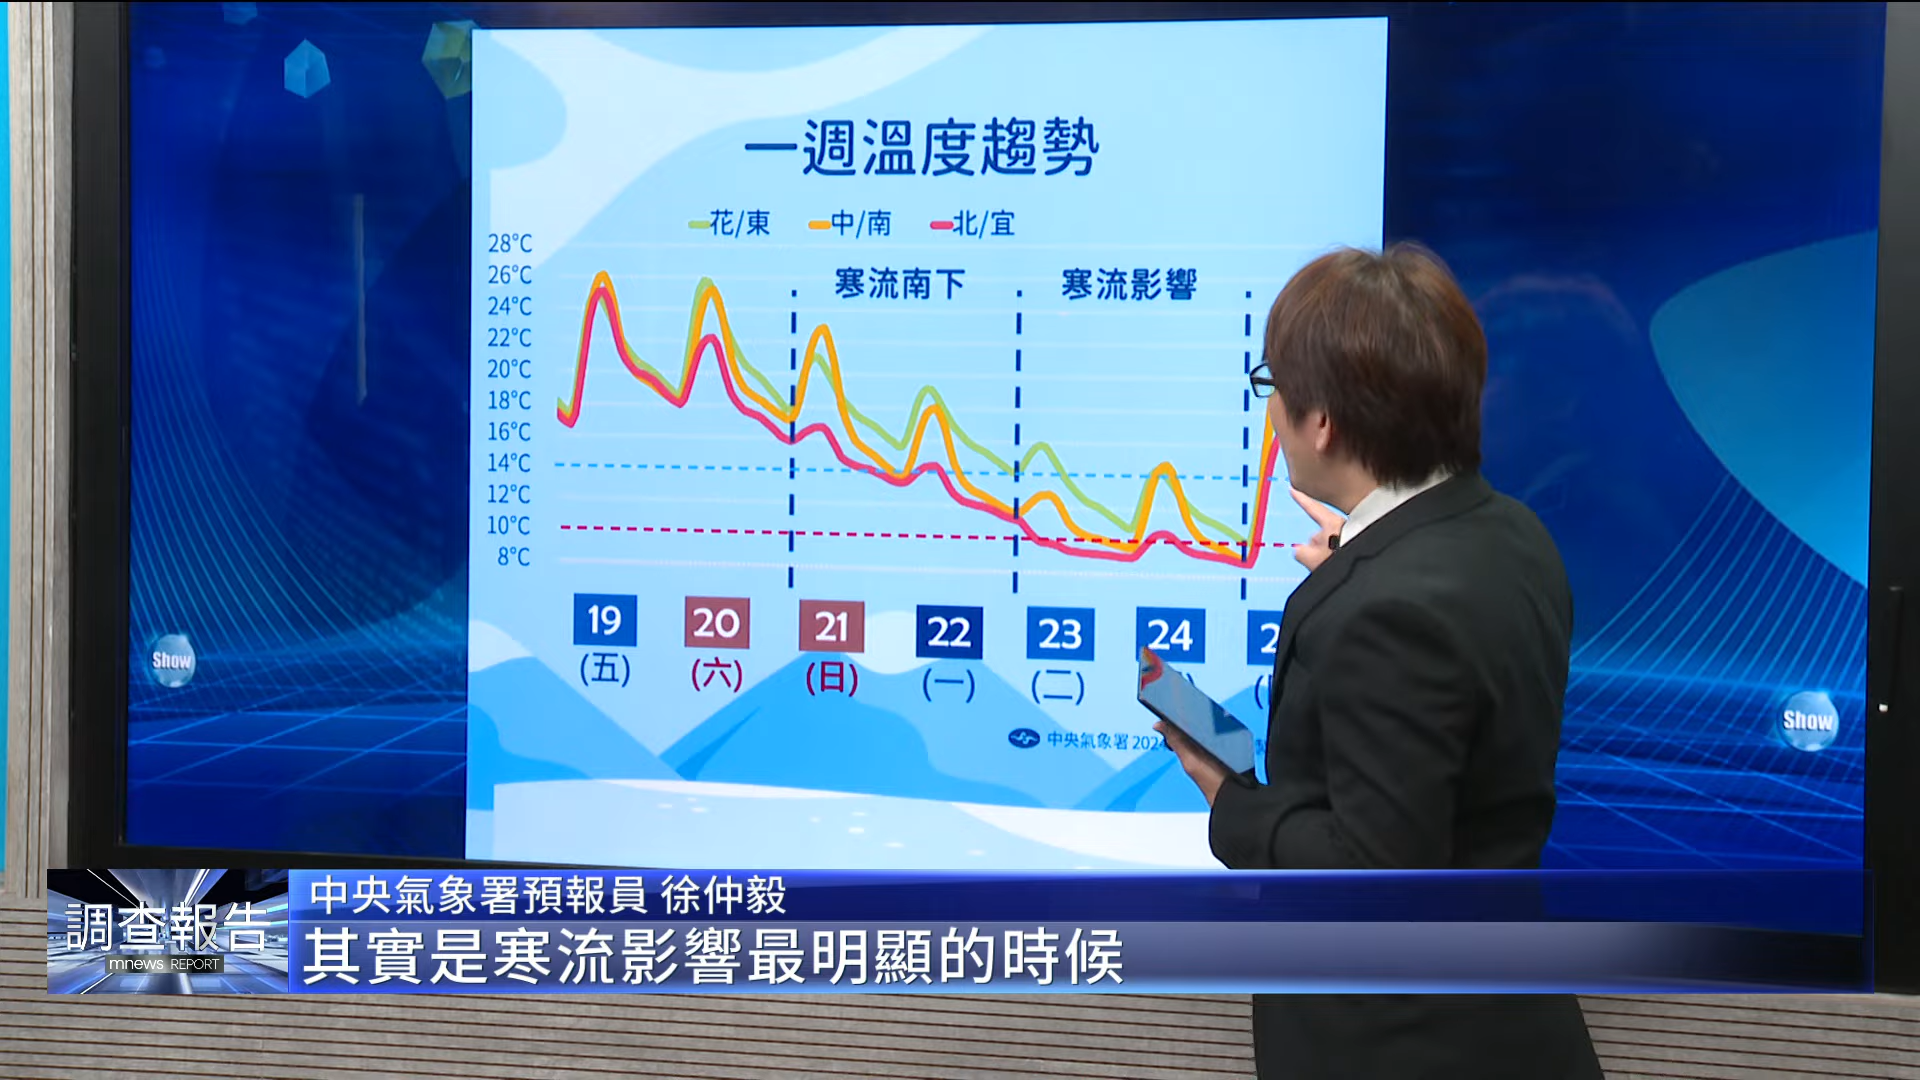 一週溫度趨勢
花/東 中/南 北/宜
28°C
26°C
24°C
22°C
20°C
18°C
16°C
14°C
12°C
10°C
8°C
寒流南下 寒流影響
19 20 21 22 23 24
(五) (六) (日) (一) (二)
中央氣象署 2024
Show
Show
調查報告
mnews REPORT
中央氣象署預報員 徐仲毅
其實是寒流影響最明顯的時候